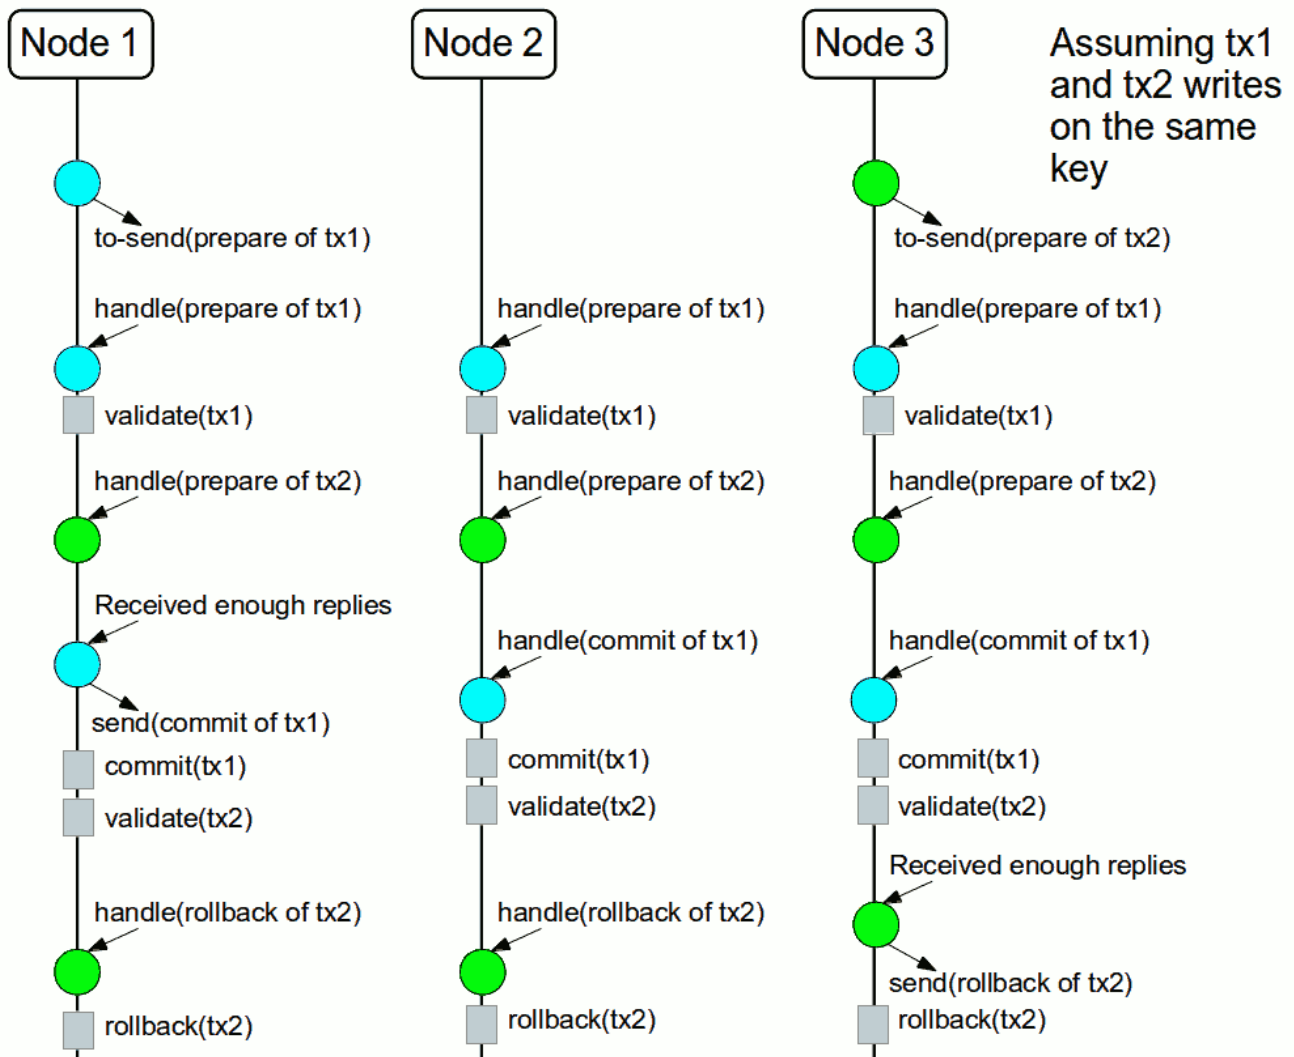 Node 1
Node 2
Node 3
Assuming tx1
and tx2 writes
on the same
key
to-send(prepare of tx1)
to-send(prepare of tx2)
handle(prepare of tx1)
handle(prepare of tx1)
handle(prepare of tx1)
validate(tx1)
validate(tx1)
validate(tx1)
handle(prepare of tx2)
handle(prepare of tx2)
handle(prepare of tx2)
Received enough replies
handle(commit of tx1)
handle(commit of tx1)
send(commit of tx1)
commit(tx1)
commit(tx1)
commit(tx1)
validate(tx2)
validate(tx2)
validate(tx2)
Received enough replies
handle(rollback of tx2)
handle(rollback of tx2)
send(rollback of tx2)
rollback(tx2)
rollback(tx2)
rollback(tx2)